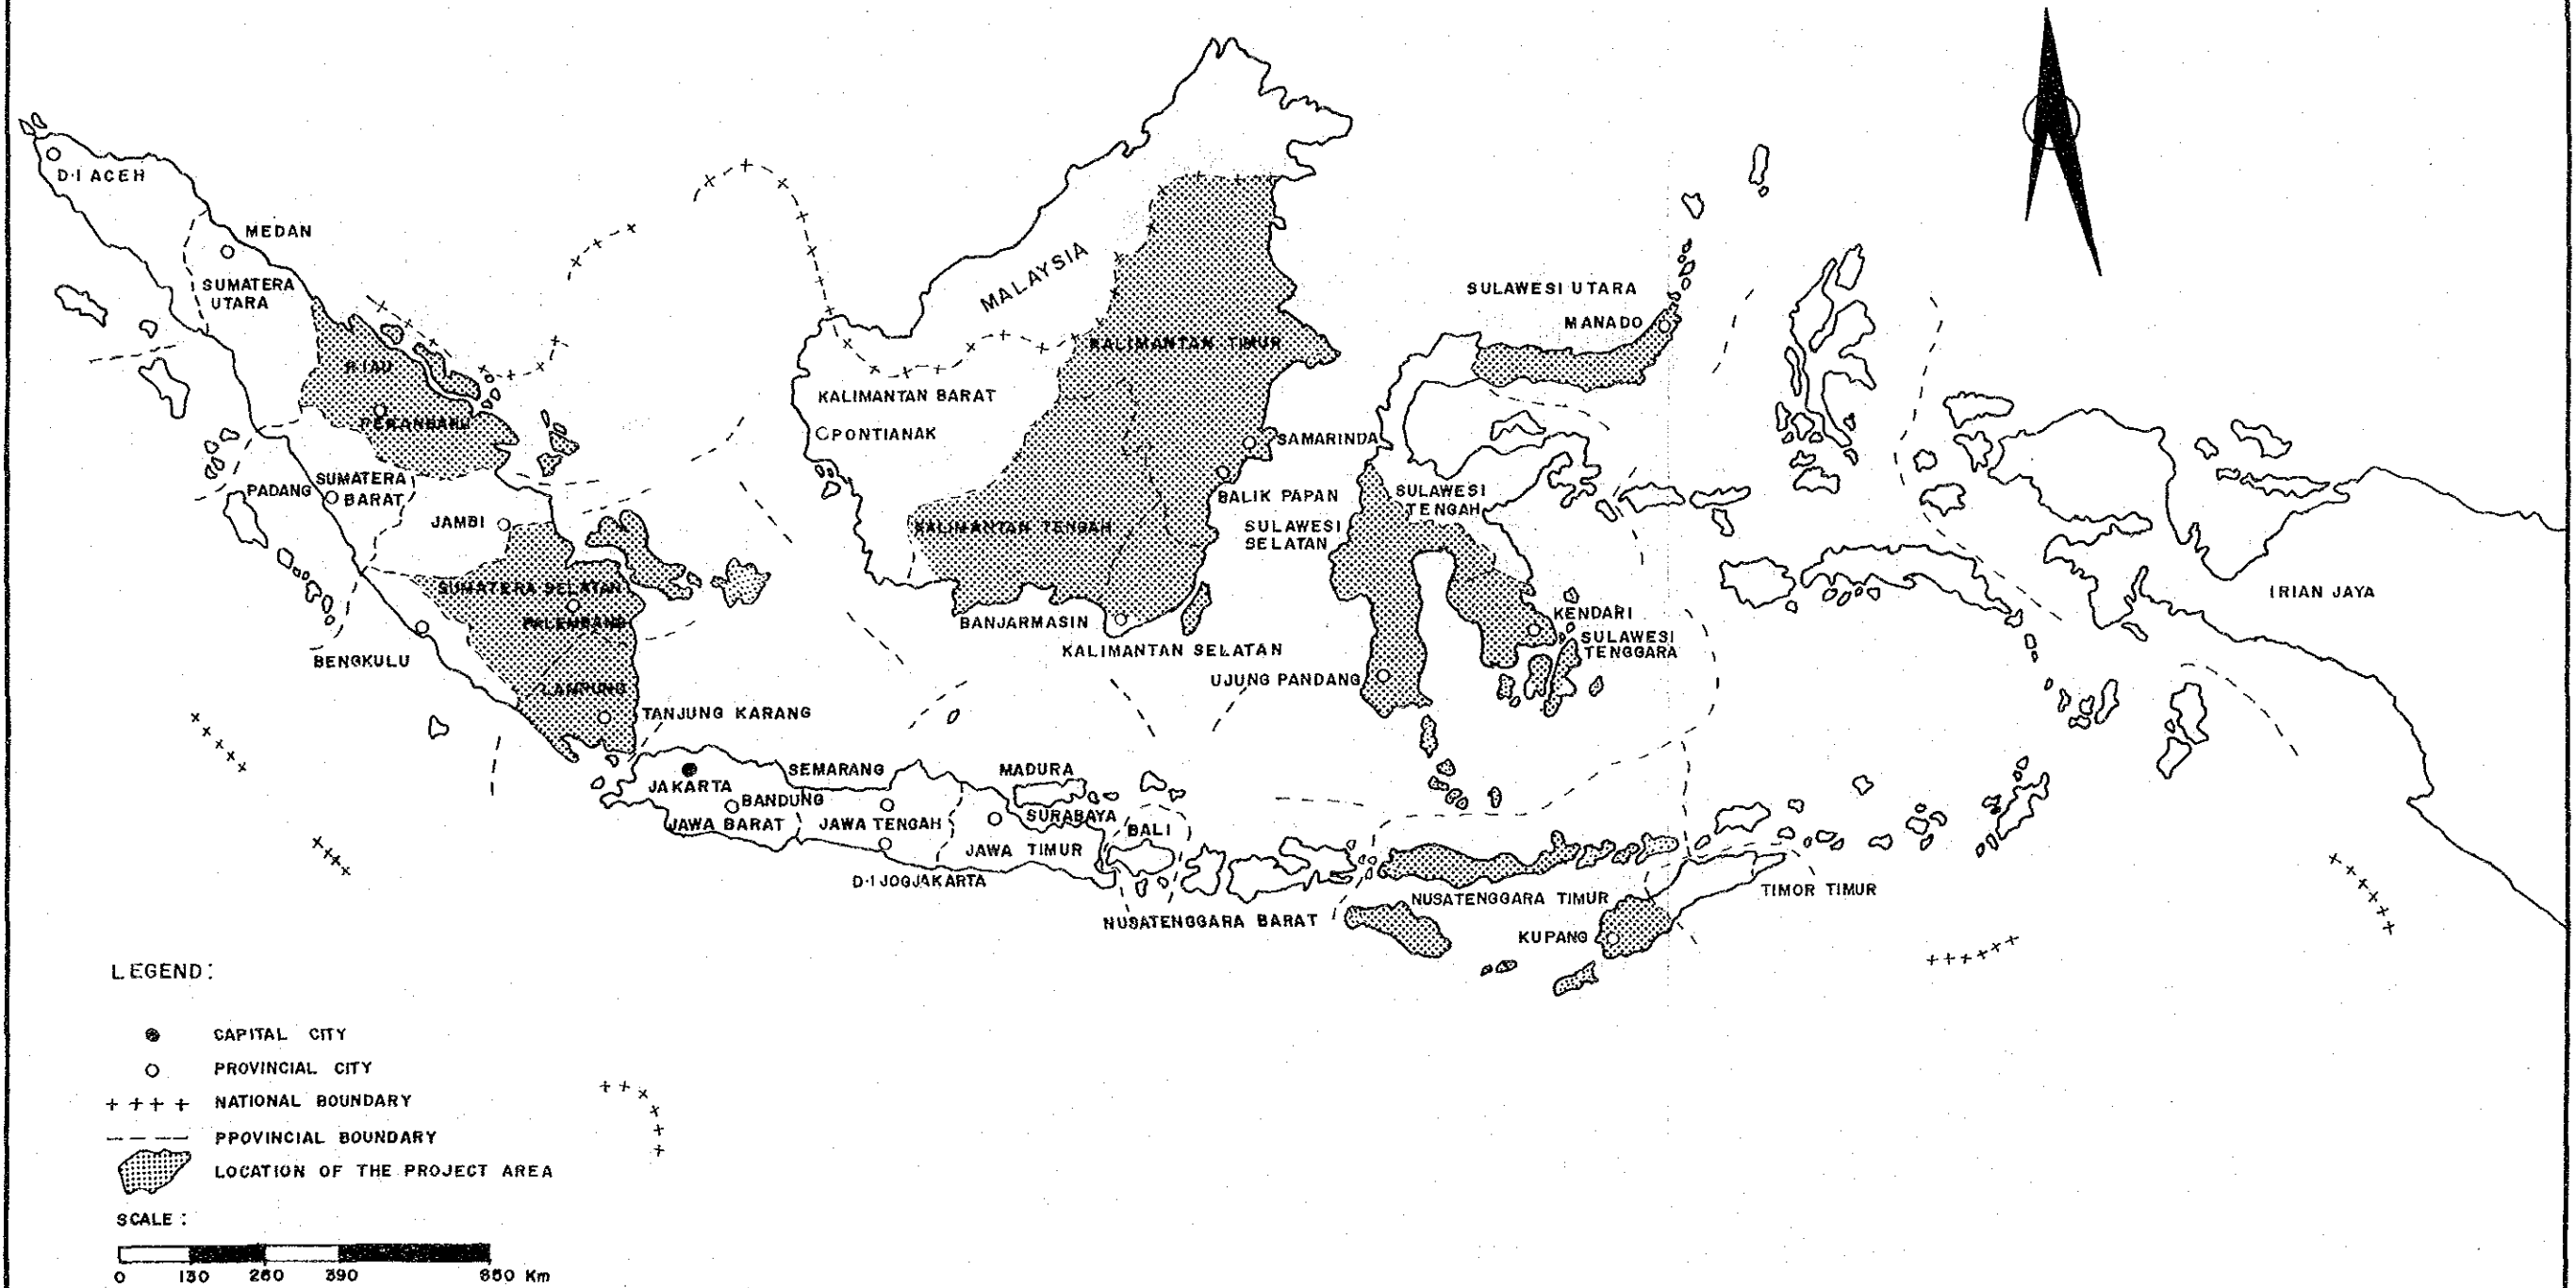 D·I ACEH
MEDAN
SUMATERA
UTARA
RIAU
PEKANBARU
PADANG
SUMATERA
BARAT
JAMBI
SUMATERA SELATAN
PALEMBANG
BENGKULU
LAMPUNG
TANJUNG KARANG
MALAYSIA
KALIMANTAN TIMUR
KALIMANTAN BARAT
PONTIANAK
SAMARINDA
BALIK PAPAN
KALIMANTAN TENGAH
BANJARMASIN
KALIMANTAN SELATAN
SULAWESI UTARA
MANADO
SULAWESI
TENGAH
SULAWESI
SELATAN
KENDARI
SULAWESI
TENGGARA
UJUNG PANDANG
IRIAN JAYA
JAKARTA
BANDUNG
JAWA BARAT
SEMARANG
JAWA TENGAH
D·I JOGJAKARTA
MADURA
SURABAYA
JAWA TIMUR
BALI
NUSATENGGARA BARAT
NUSATENGGARA TIMUR
KUPANG
TIMOR TIMUR
LEGEND:
CAPITAL CITY
PROVINCIAL CITY
++++ NATIONAL BOUNDARY
---- PPOVINCIAL BOUNDARY
LOCATION OF THE PROJECT AREA
SCALE :
0 130 260 390 650 Km